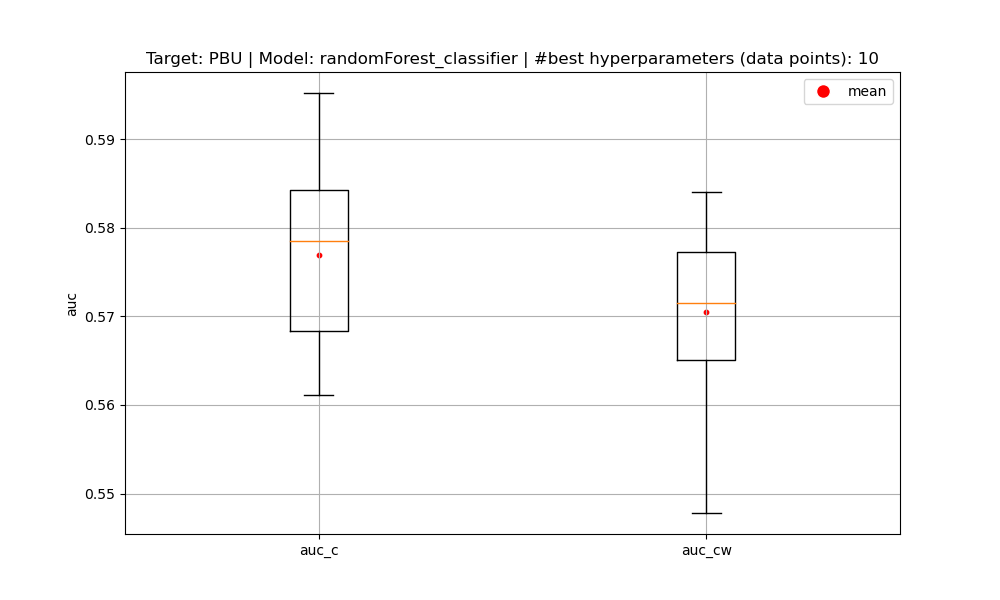 Target: PBU | Model: randomForest_classifier | #best hyperparameters (data points): 10
mean
0.59
0.58
0.57
0.56
0.55
auc
auc_c
auc_cw